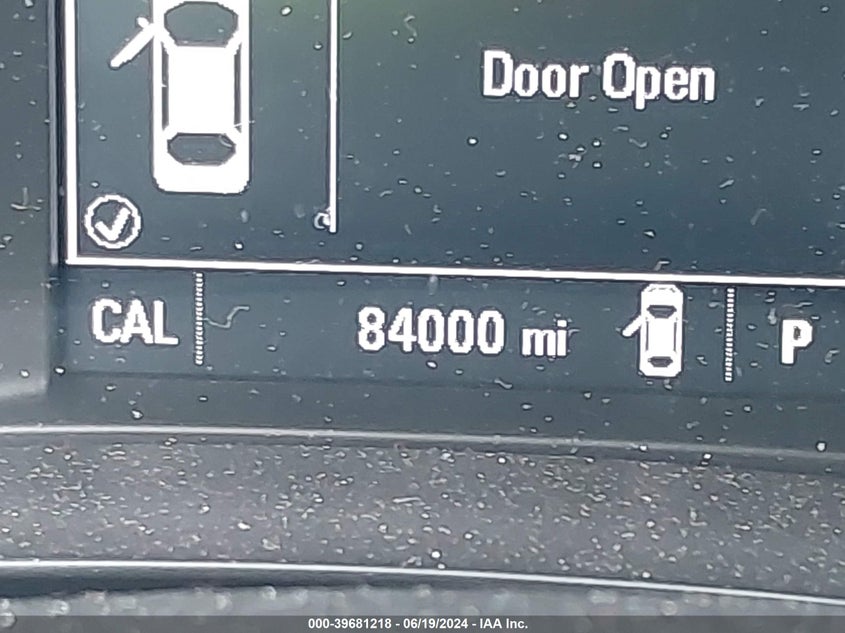 Door Open
CAL 84000 mi P
000-39681218 - 06/19/2024 - IAA Inc.